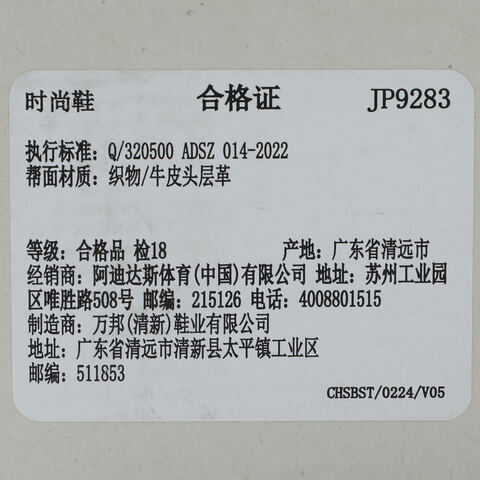 时尚鞋 合格证 JP9283
执行标准：Q/320500 ADSZ 014-2022
帮面材质：织物/牛皮头层革
等级：合格品 检18 产地：广东省清远市
经销商：阿迪达斯体育(中国)有限公司 地址：苏州工业园
区唯胜路508号 邮编：215126 电话：4008801515
制造商：万邦(清新)鞋业有限公司
地址：广东省清远市清新县太平镇工业区
邮编：511853
CHSBST/0224/V05